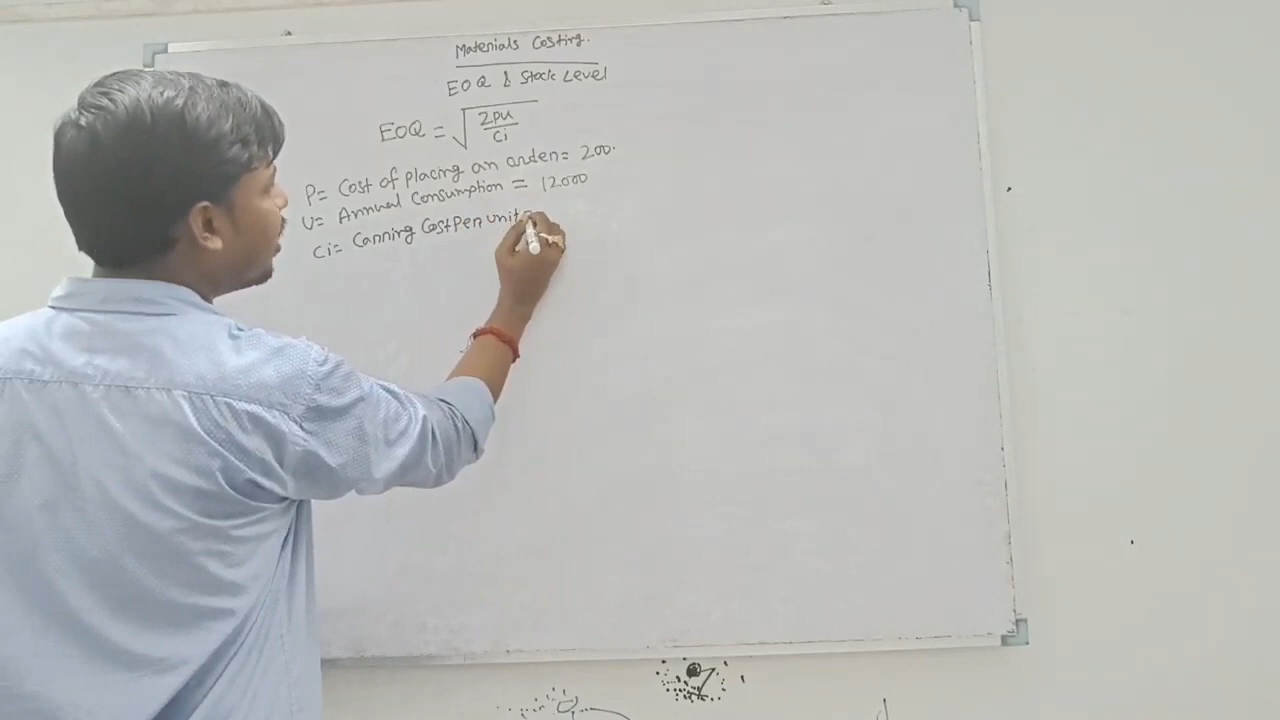 Materials Costing.
EOQ & Stock Level
EOQ = √2PU/Ci
P= Cost of placing an order= 200.
U= Annual Consumption = 12000
Ci= Carring Cost Per unit